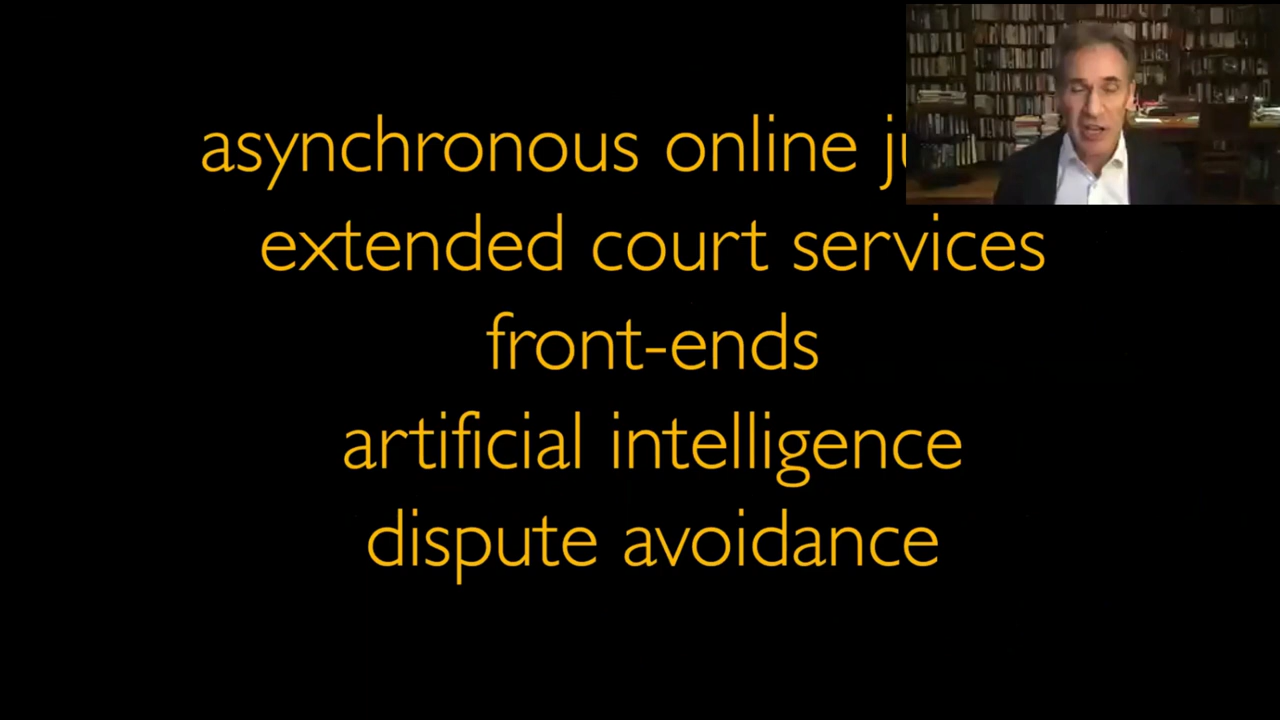 asynchronous online
extended court services
front-ends
artificial intelligence
dispute avoidance